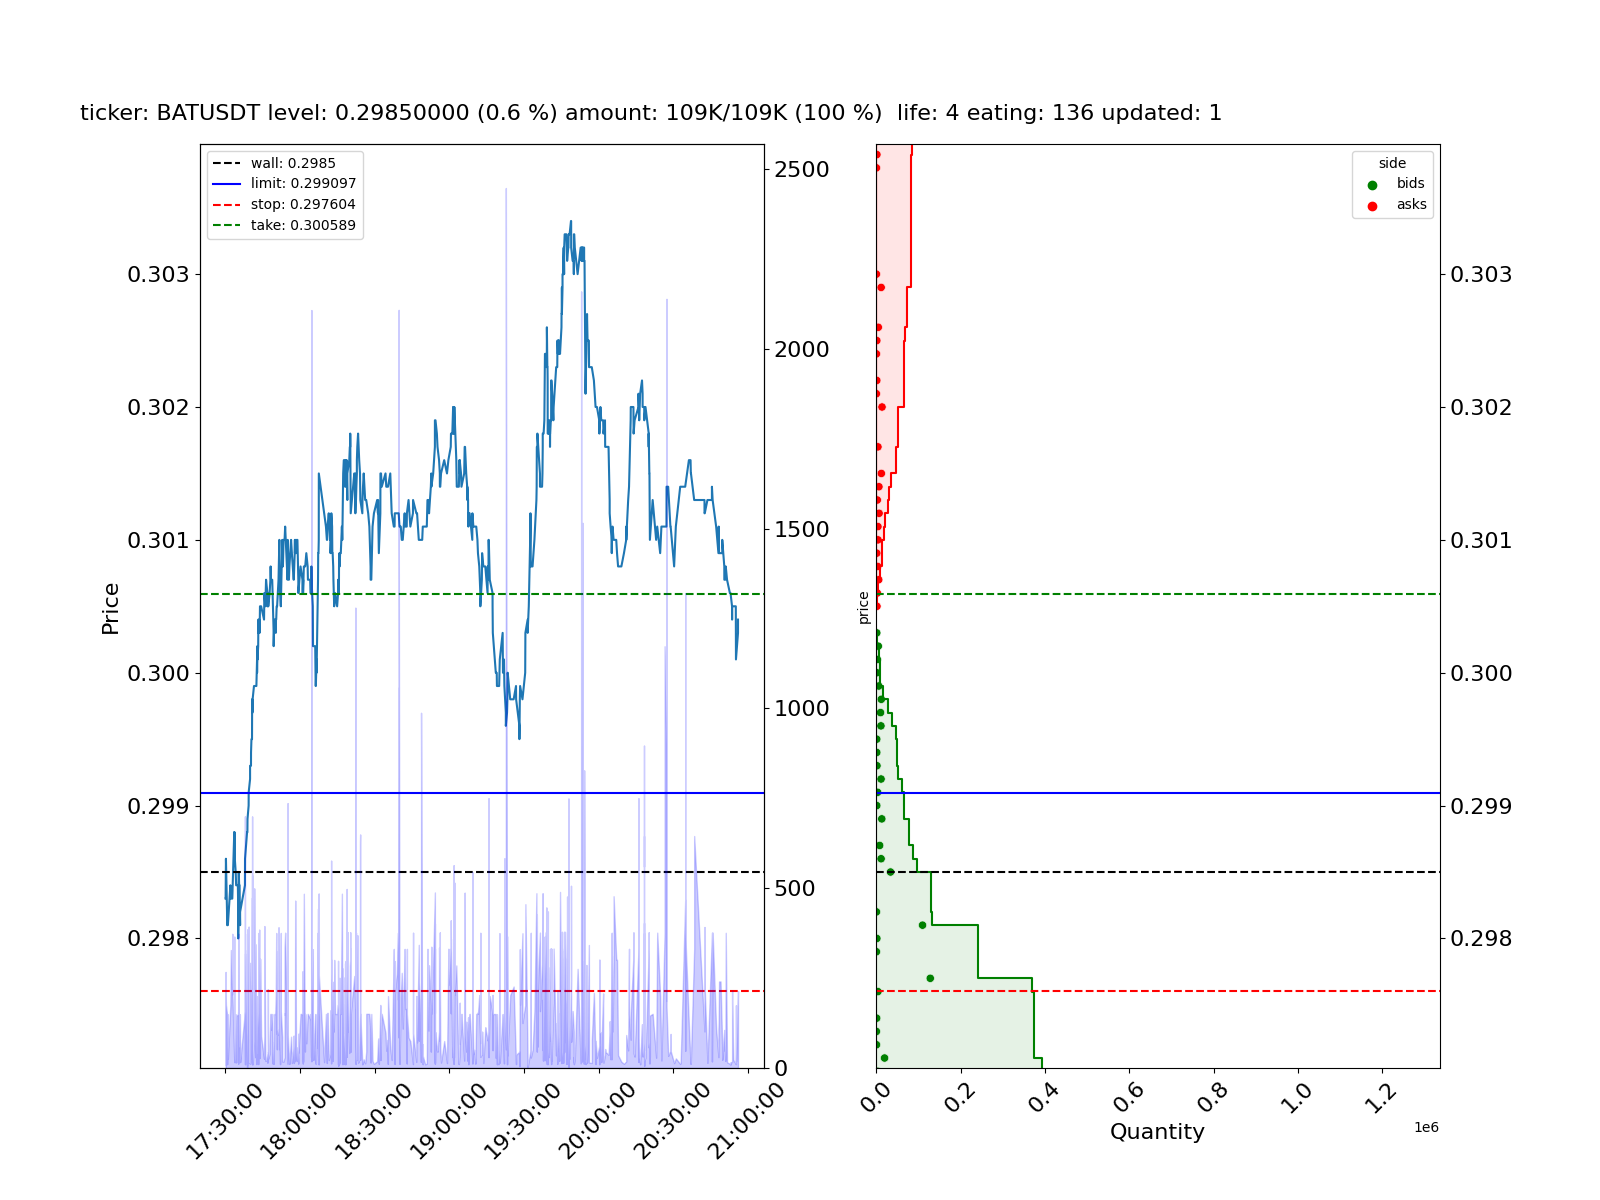 ticker: BATUSDT level: 0.29850000 (0.6 %) amount: 109K/109K (100 %)  life: 4 eating: 136 updated: 1
wall: 0.2985
limit: 0.299097
stop: 0.297604
take: 0.300589
Price
0.303
0.302
0.301
0.300
0.299
0.298
2500
2000
1500
1000
500
0
17:30:00
18:00:00
18:30:00
19:00:00
19:30:00
20:00:00
20:30:00
21:00:00
side
bids
asks
price
0.303
0.302
0.301
0.300
0.299
0.298
0.0
0.2
0.4
0.6
0.8
1.0
1.2
1e6
Quantity